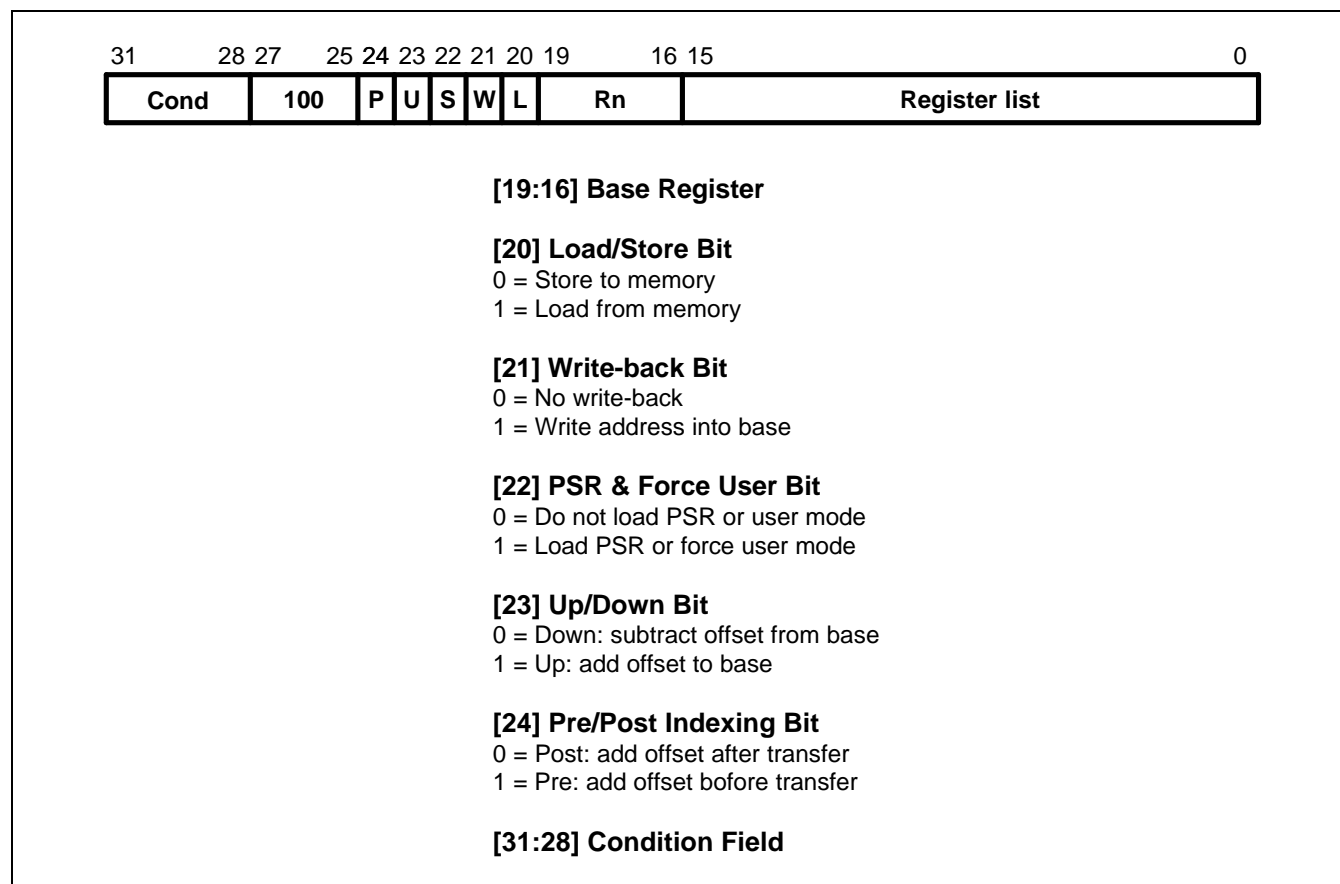 31 28 27 25 24 23 22 21 20 19 16 15 0
Cond 100 P U S W L Rn Register list
[19:16] Base Register
[20] Load/Store Bit
0 = Store to memory
1 = Load from memory
[21] Write-back Bit
0 = No write-back
1 = Write address into base
[22] PSR & Force User Bit
0 = Do not load PSR or user mode
1 = Load PSR or force user mode
[23] Up/Down Bit
0 = Down: subtract offset from base
1 = Up: add offset to base
[24] Pre/Post Indexing Bit
0 = Post: add offset after transfer
1 = Pre: add offset bofore transfer
[31:28] Condition Field